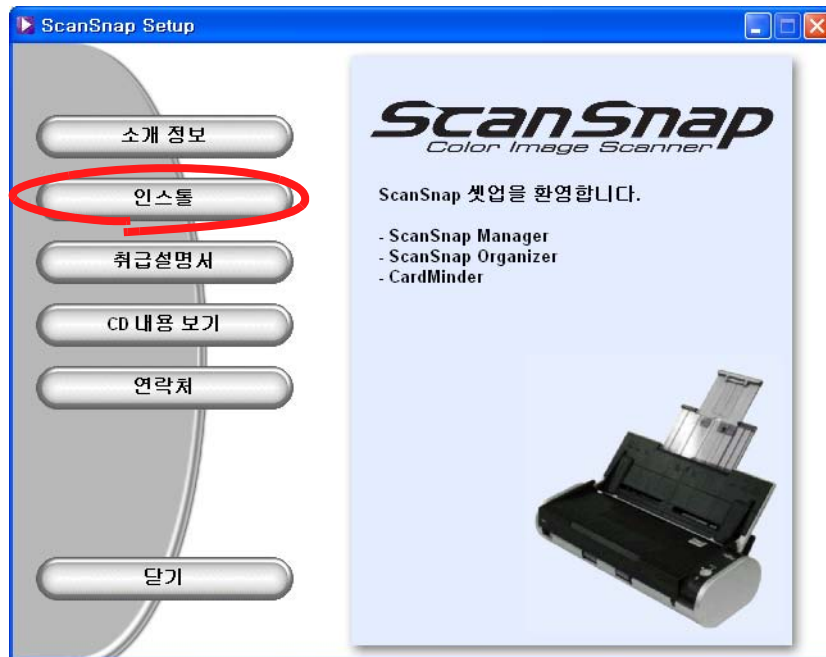 ScanSnap Setup
소개 정보
인스톨
취급설명서
CD 내용 보기
연락처
닫기
ScanSnap
Color Image Scanner
ScanSnap 셋업을 환영합니다.
- ScanSnap Manager
- ScanSnap Organizer
- CardMinder